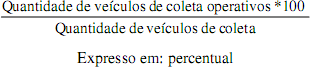 Quantidade de veículos de coleta operativos *100
Quantidade de veículos de coleta
Expresso em: percentual